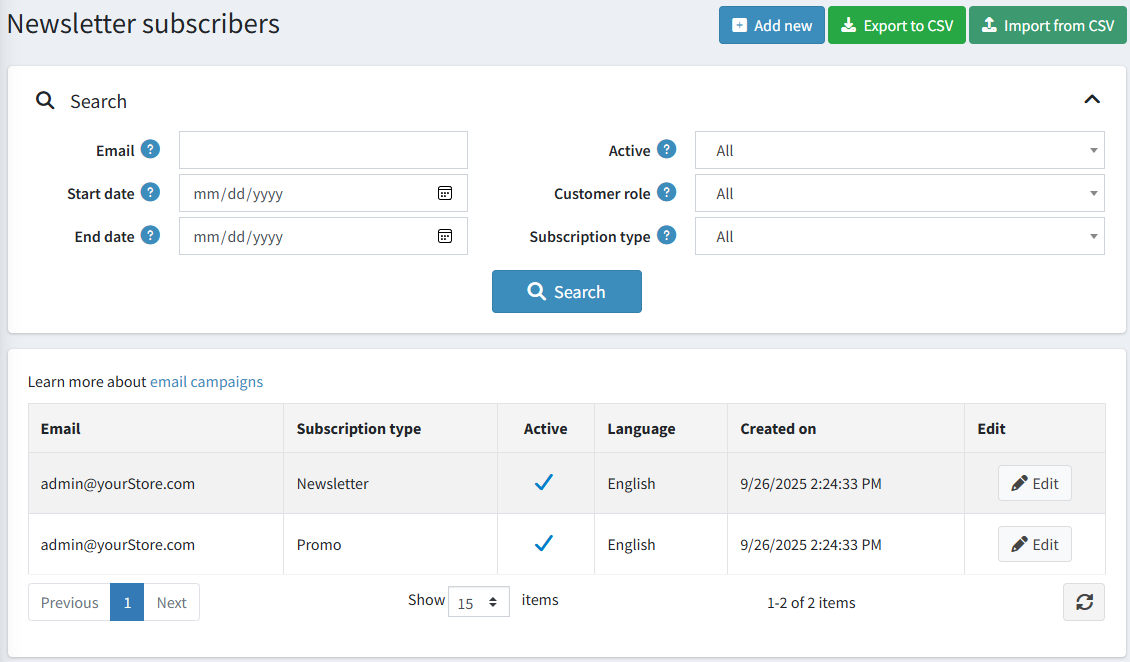 Newsletter subscribers
Add new
Export to CSV
Import from CSV
Search
Email ?
Active ? All
Start date ? mm/dd/yyyy
Customer role ? All
End date ? mm/dd/yyyy
Subscription type ? All
Search
Learn more about email campaigns
Email Subscription type Active Language Created on Edit
admin@yourStore.com Newsletter English 9/26/2025 2:24:33 PM Edit
admin@yourStore.com Promo English 9/26/2025 2:24:33 PM Edit
Previous 1 Next Show 15 items 1-2 of 2 items